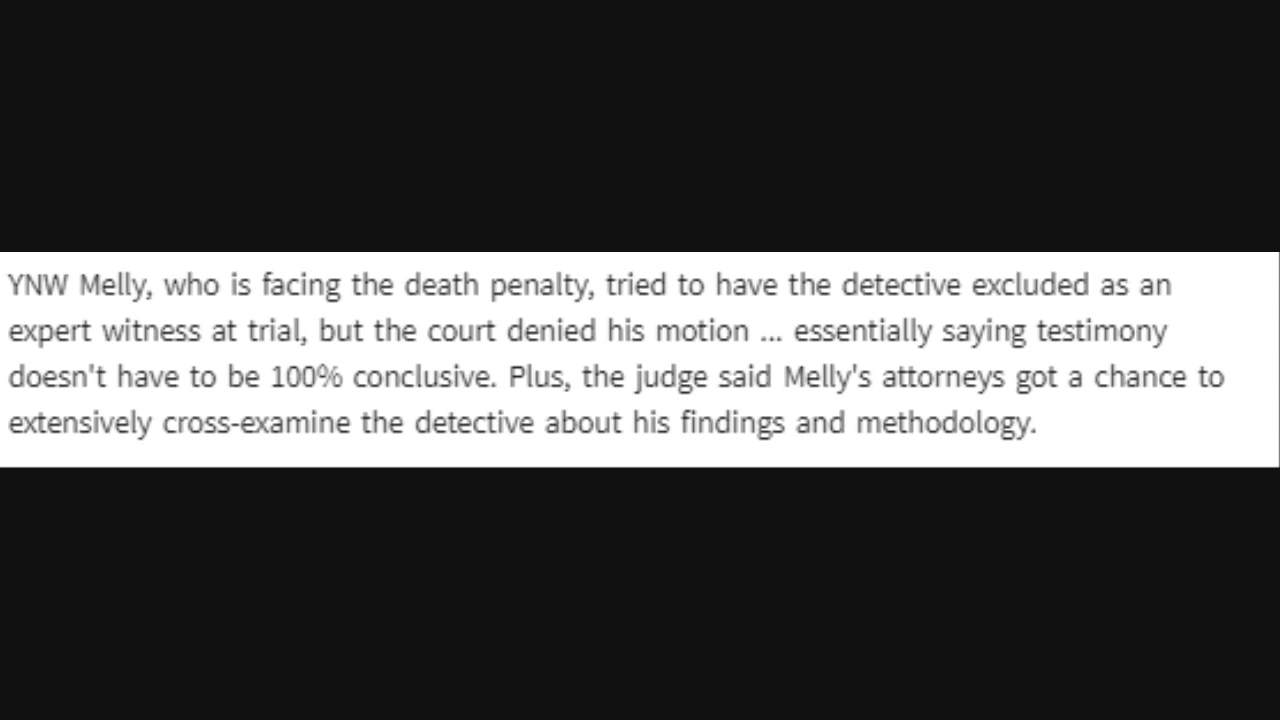 YNW Melly, who is facing the death penalty, tried to have the detective excluded as an
expert witness at trial, but the court denied his motion ... essentially saying testimony
doesn't have to be 100% conclusive. Plus, the judge said Melly's attorneys got a chance to
extensively cross-examine the detective about his findings and methodology.